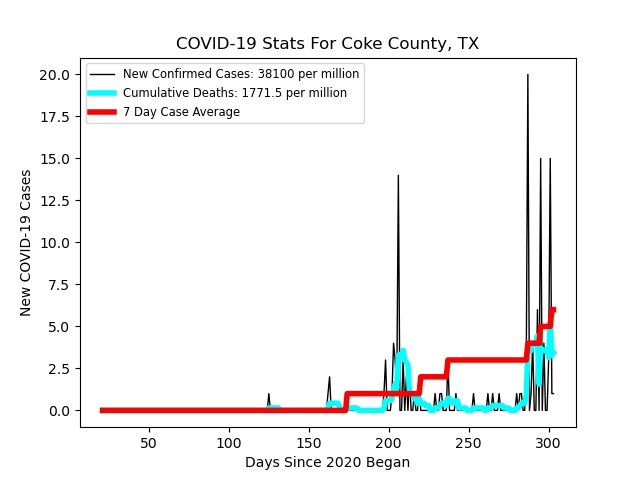 COVID-19 Stats For Coke County, TX
New Confirmed Cases: 38100 per million
Cumulative Deaths: 1771.5 per million
7 Day Case Average
New COVID-19 Cases
20.0
17.5
15.0
12.5
10.0
7.5
5.0
2.5
0.0
50 100 150 200 250 300
Days Since 2020 Began